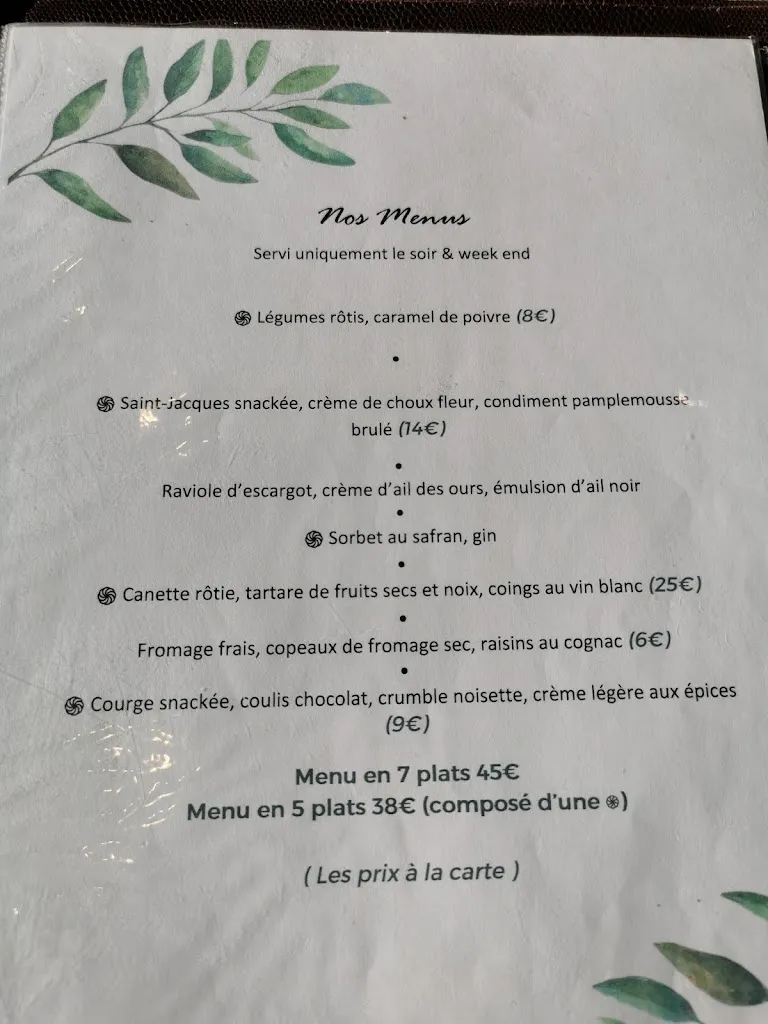 Nos Menus
Servi uniquement le soir & week end
Légumes rôtis, caramel de poivre (8€)
•
Saint-Jacques snackée, crème de choux fleur, condiment pamplemousse
brulé (14€)
•
Raviole d'escargot, crème d'ail des ours, émulsion d'ail noir
•
Sorbet au safran, gin
•
Canette rôtie, tartare de fruits secs et noix, coings au vin blanc (25€)
•
Fromage frais, copeaux de fromage sec, raisins au cognac (6€)
•
Courge snackée, coulis chocolat, crumble noisette, crème légère aux épices
(9€)
Menu en 7 plats 45€
Menu en 5 plats 38€ (composé d'une ֍)
( Les prix à la carte )